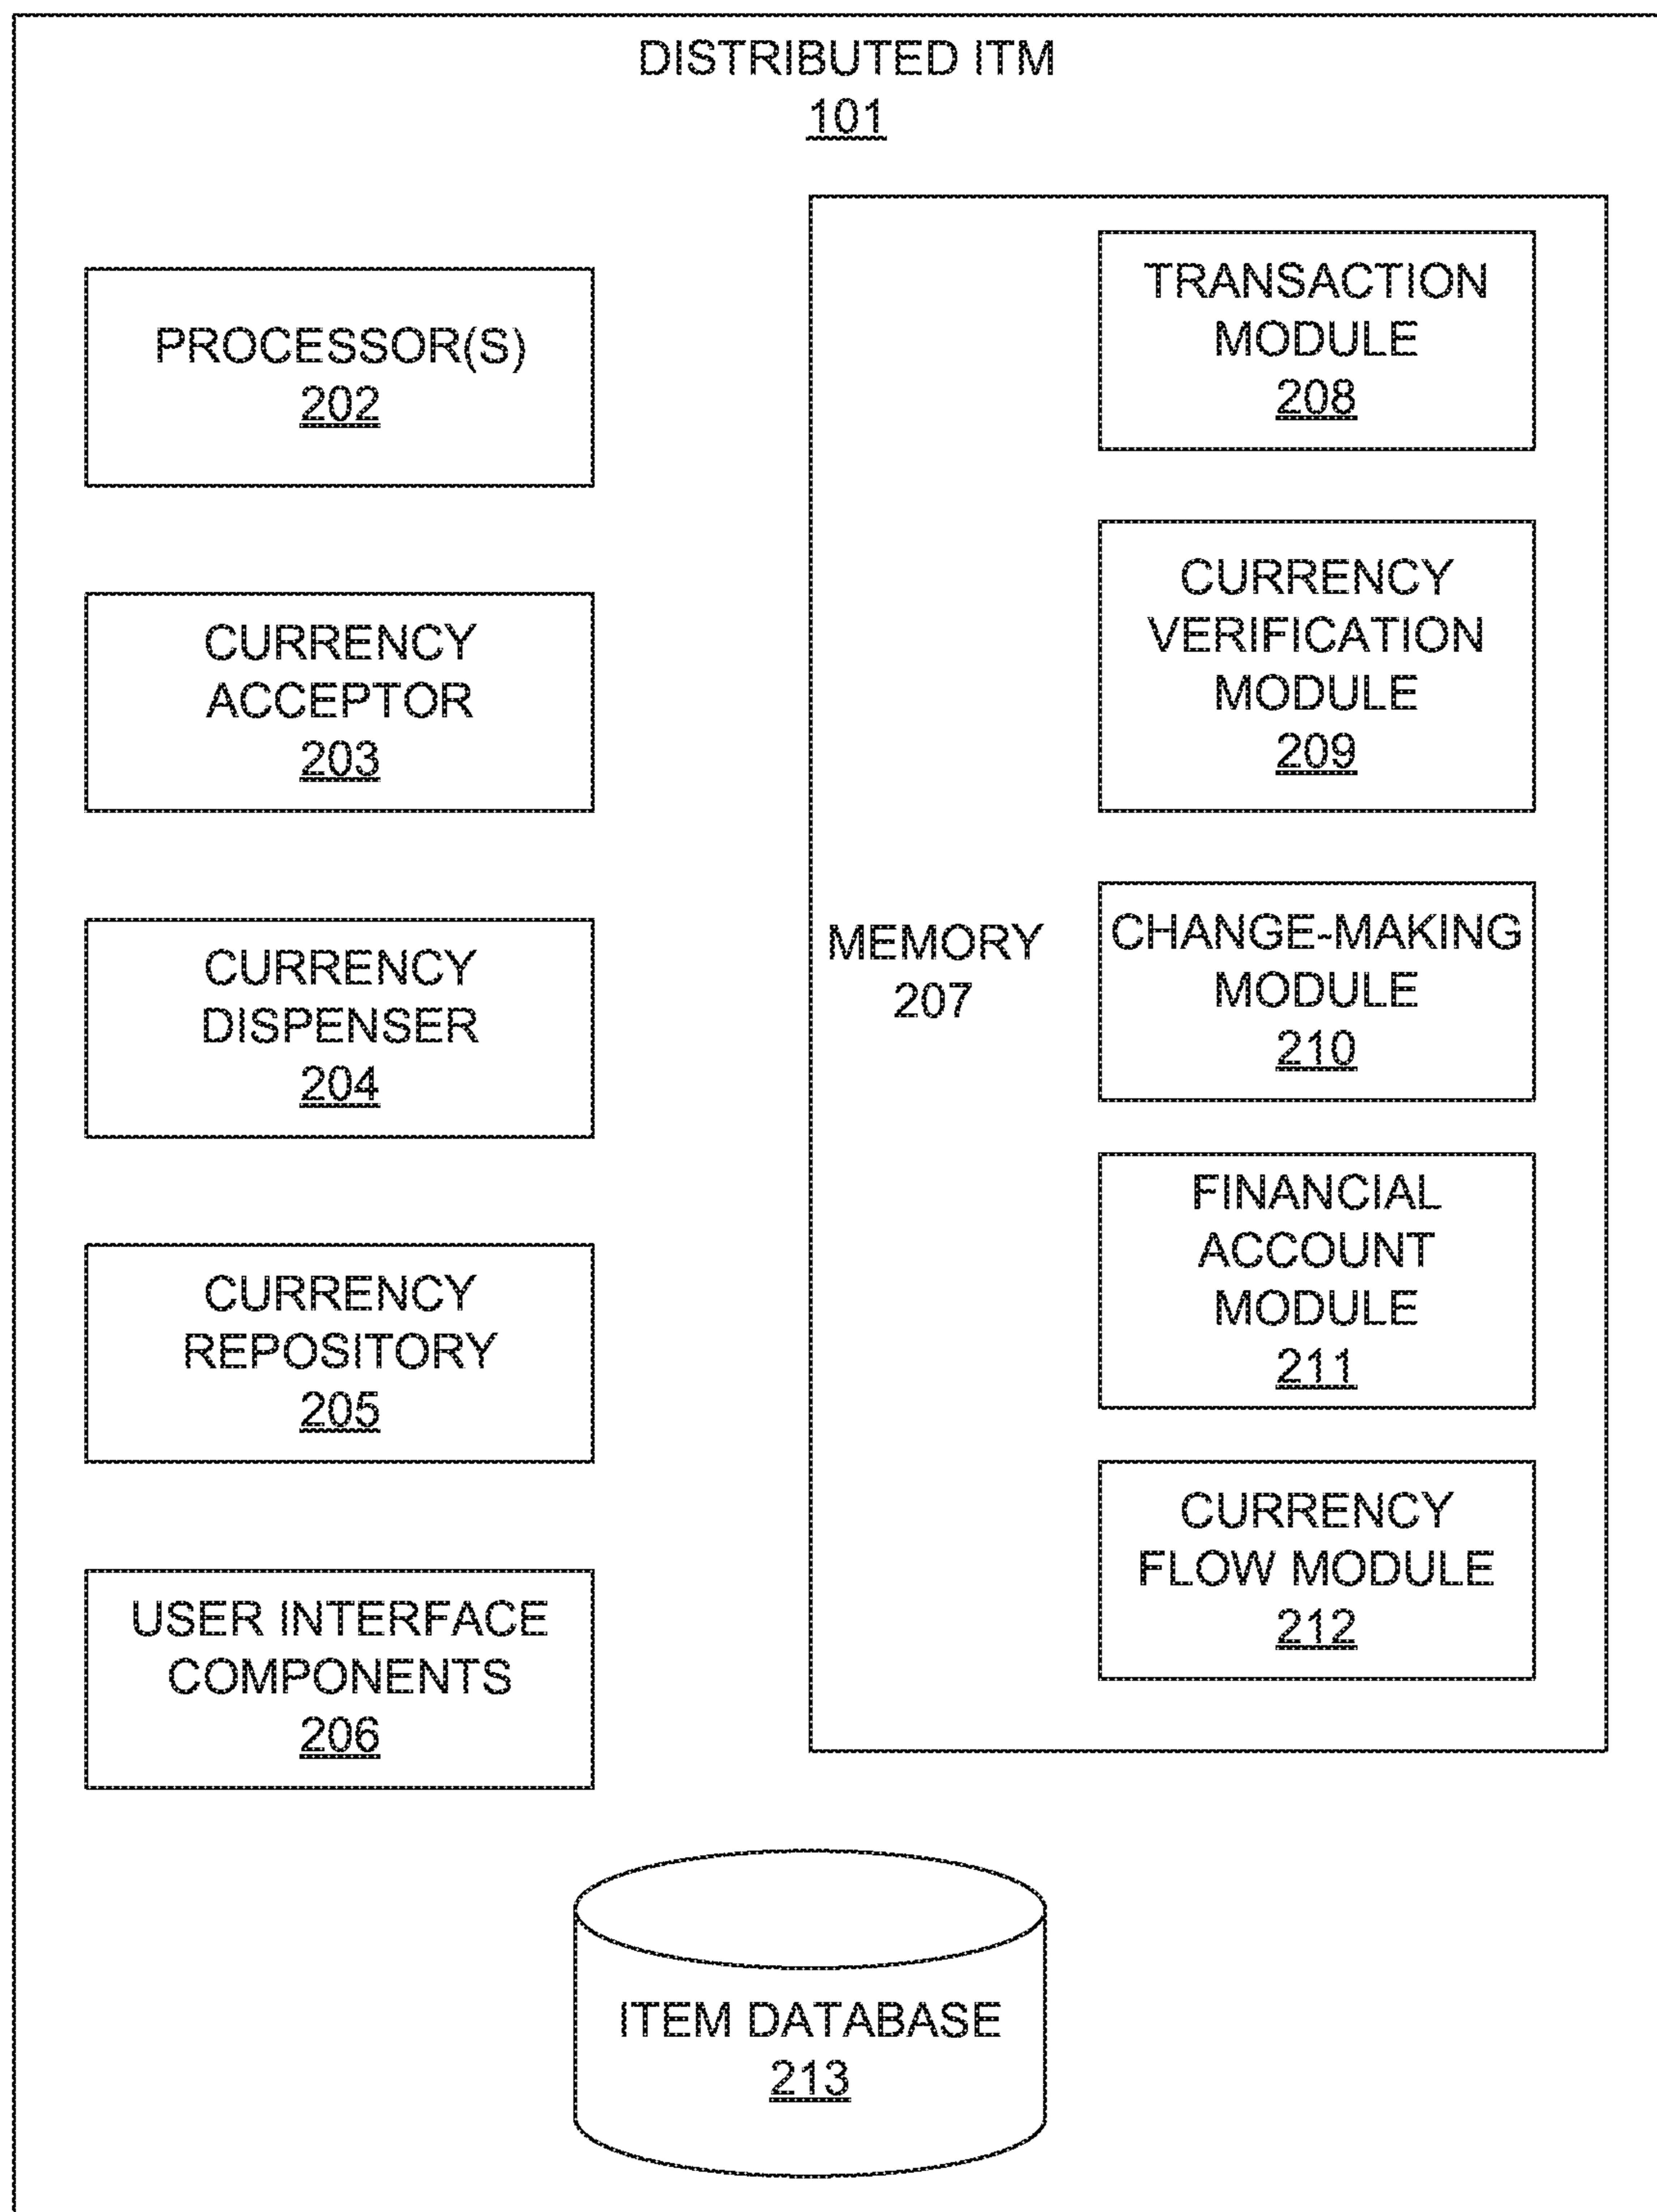 DISTRIBUTED ITM
101
PROCESSOR(S)
202
CURRENCY
ACCEPTOR
203
CURRENCY
DISPENSER
204
CURRENCY
REPOSITORY
205
USER INTERFACE
COMPONENTS
206
MEMORY
207
TRANSACTION
MODULE
208
CURRENCY
VERIFICATION
MODULE
209
CHANGE-MAKING
MODULE
210
FINANCIAL
ACCOUNT
MODULE
211
CURRENCY
FLOW MODULE
212
ITEM DATABASE
213